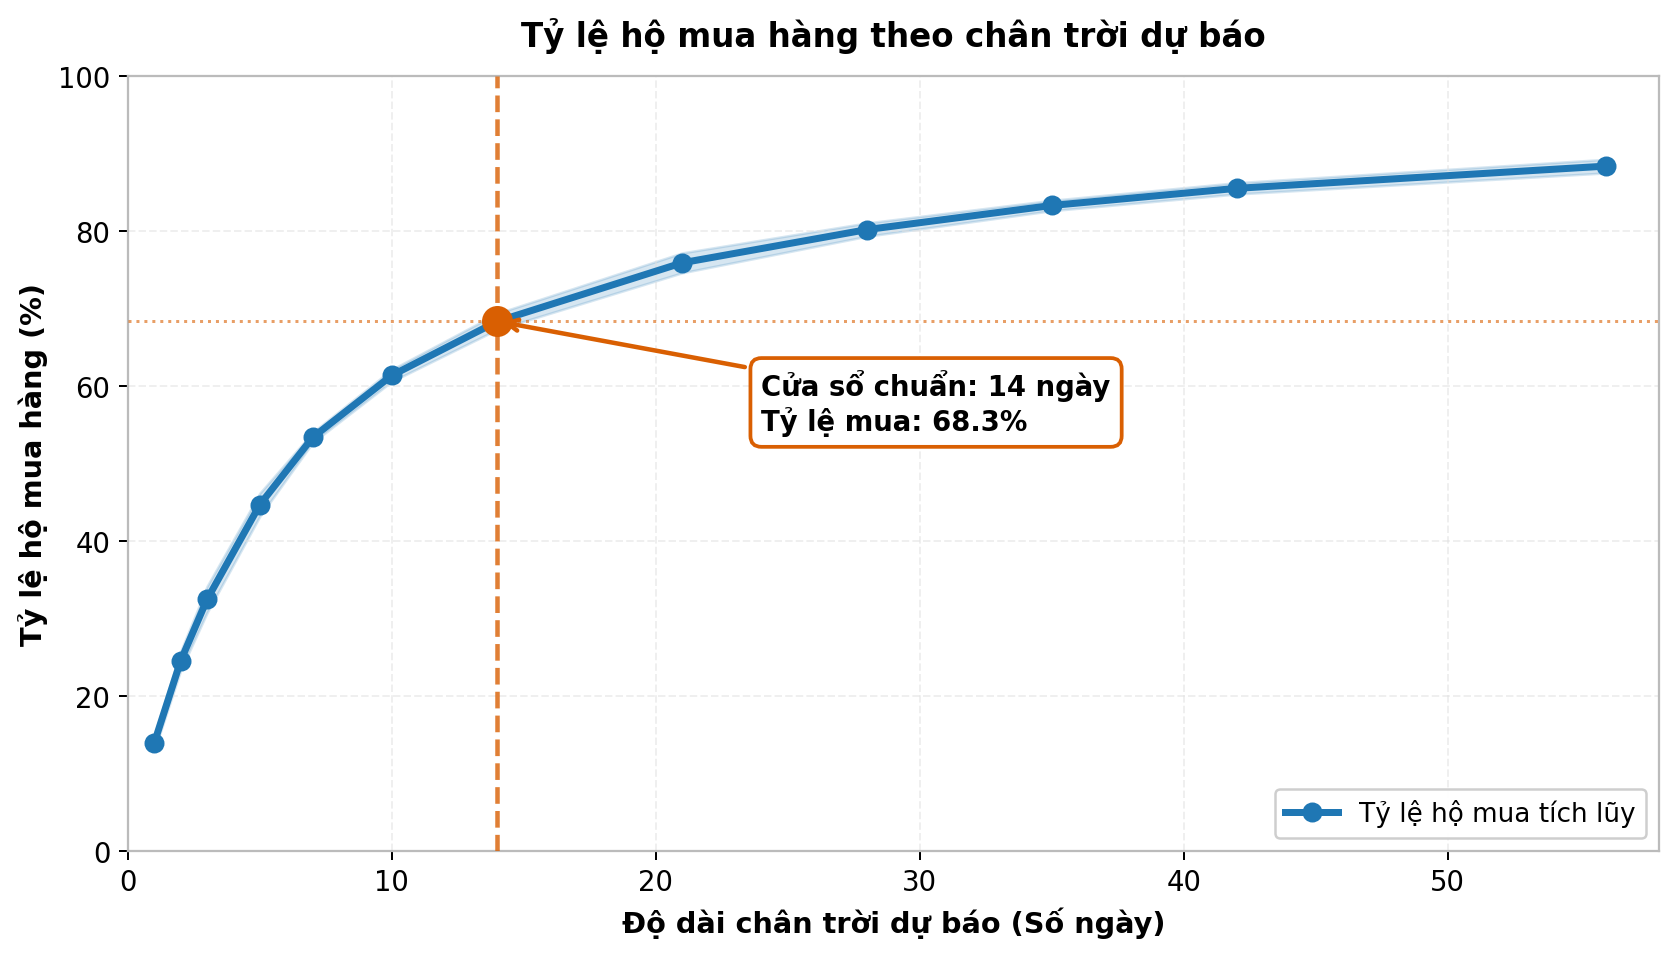 Tỷ lệ hộ mua hàng theo chân trời dự báo
Tỷ lệ hộ mua hàng (%)
100
80
60
40
20
0
Cửa sổ chuẩn: 14 ngày
Tỷ lệ mua: 68.3%
Tỷ lệ hộ mua tích lũy
0 10 20 30 40 50
Độ dài chân trời dự báo (Số ngày)